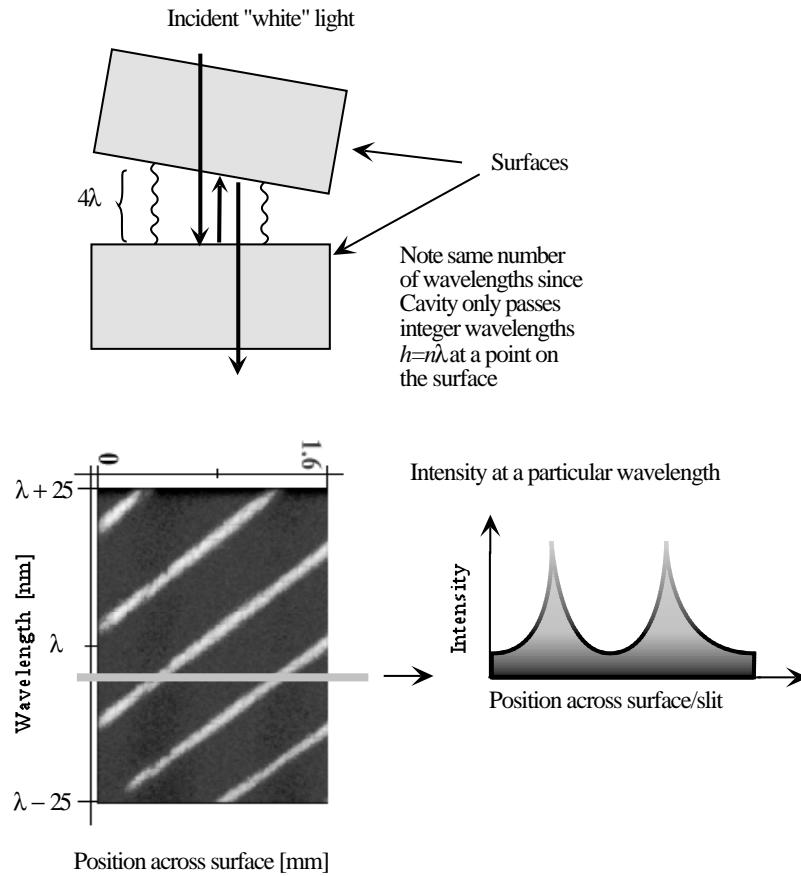 Incident "white" light
4λ
Surfaces
Note same number
of wavelengths since
Cavity only passes
integer wavelengths
h=nλ at a point on
the surface
0
1.6
λ + 25
λ
λ − 25
Wavelength [nm]
Position across surface [mm]
Intensity at a particular wavelength
Intensity
Position across surface/slit